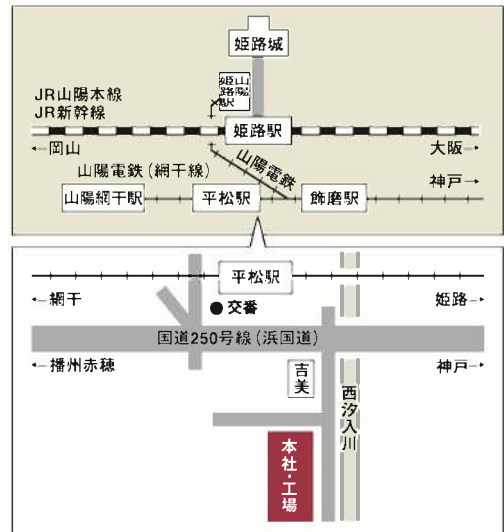 姫路城
山陽姫路駅
JR山陽本線
JR新幹線
姫路駅
←岡山
大阪→
山陽電鉄（網干線）
山陽電鉄
神戸→
山陽網干駅
平松駅
飾磨駅
平松駅
←網干
交番
姫路→
国道250号線（浜国道）
←播州赤穂
吉美
神戸→
西汐入川
本社・工場